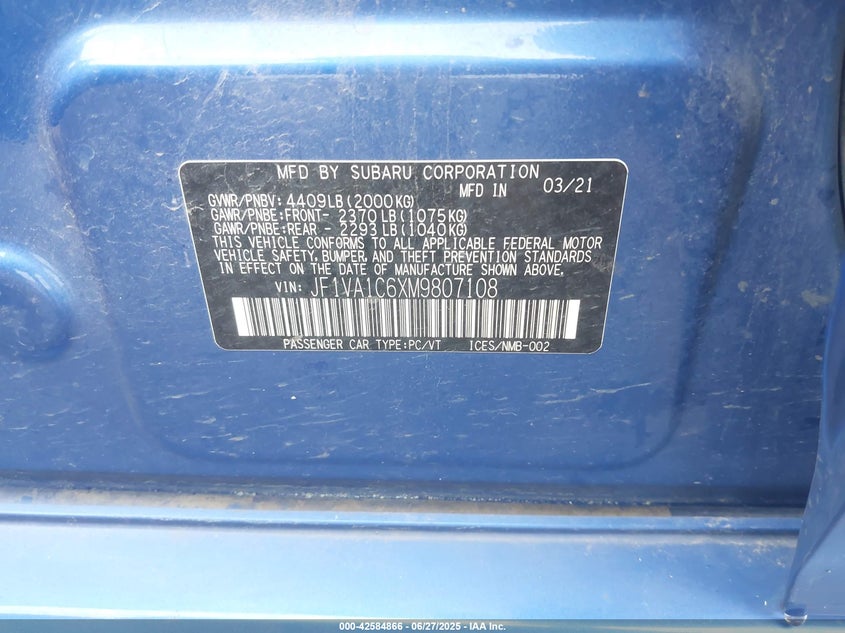 MFD BY SUBARU CORPORATION
MFD IN 03/21
GVWR/PNBV: 4409LB(2000KG)
GAWR/PNBE:FRONT- 2370LB(1075KG)
GAWR/PNBE:REAR - 2293LB(1040KG)
THIS VEHICLE CONFORMS TO ALL APPLICABLE FEDERAL MOTOR
VEHICLE SAFETY, BUMPER, AND THEFT PREVENTION STANDARDS
IN EFFECT ON THE DATE OF MANUFACTURE SHOWN ABOVE.
VIN: JF1VA1C6XM9807108
PASSENGER CAR TYPE:PC/VT ICES/NMB-002
000-42584866 | 06/27/2025 - IAA Inc.